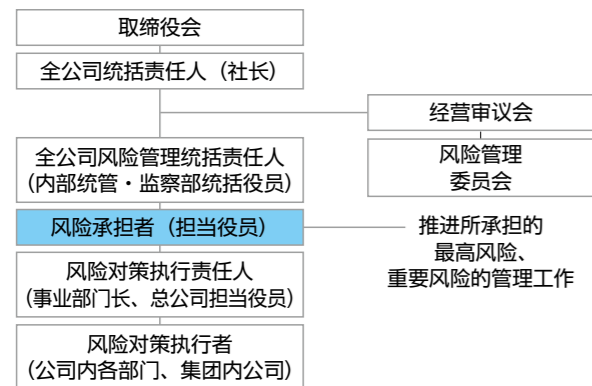 取締役会
全公司统括责任人（社长）
经营审议会
风险管理
委员会
全公司风险管理统括责任人
（内部统管・监察部统括役员）
风险承担者（担当役员）
推进所承担的
最高风险、
重要风险的管理工作
风险对策执行责任人
（事业部门长、总公司担当役员）
风险对策执行者
（公司内各部门、集团内公司）